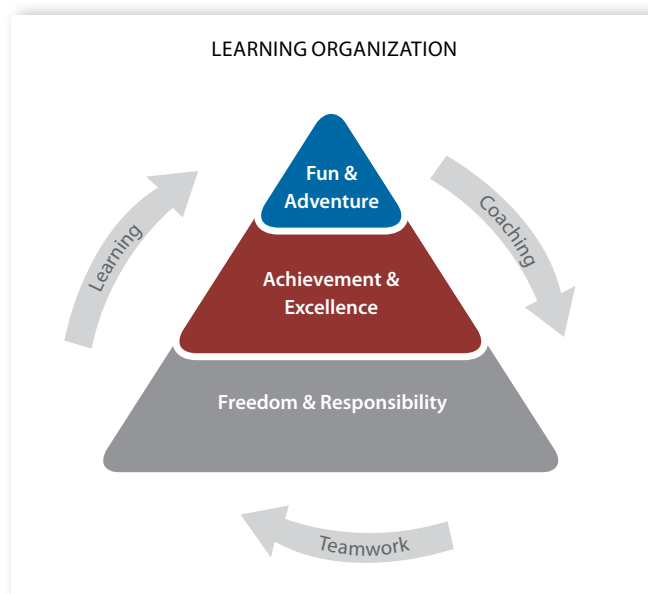 LEARNING ORGANIZATION
Fun &
Adventure
Learning
Coaching
Achievement &
Excellence
Freedom & Responsibility
Teamwork